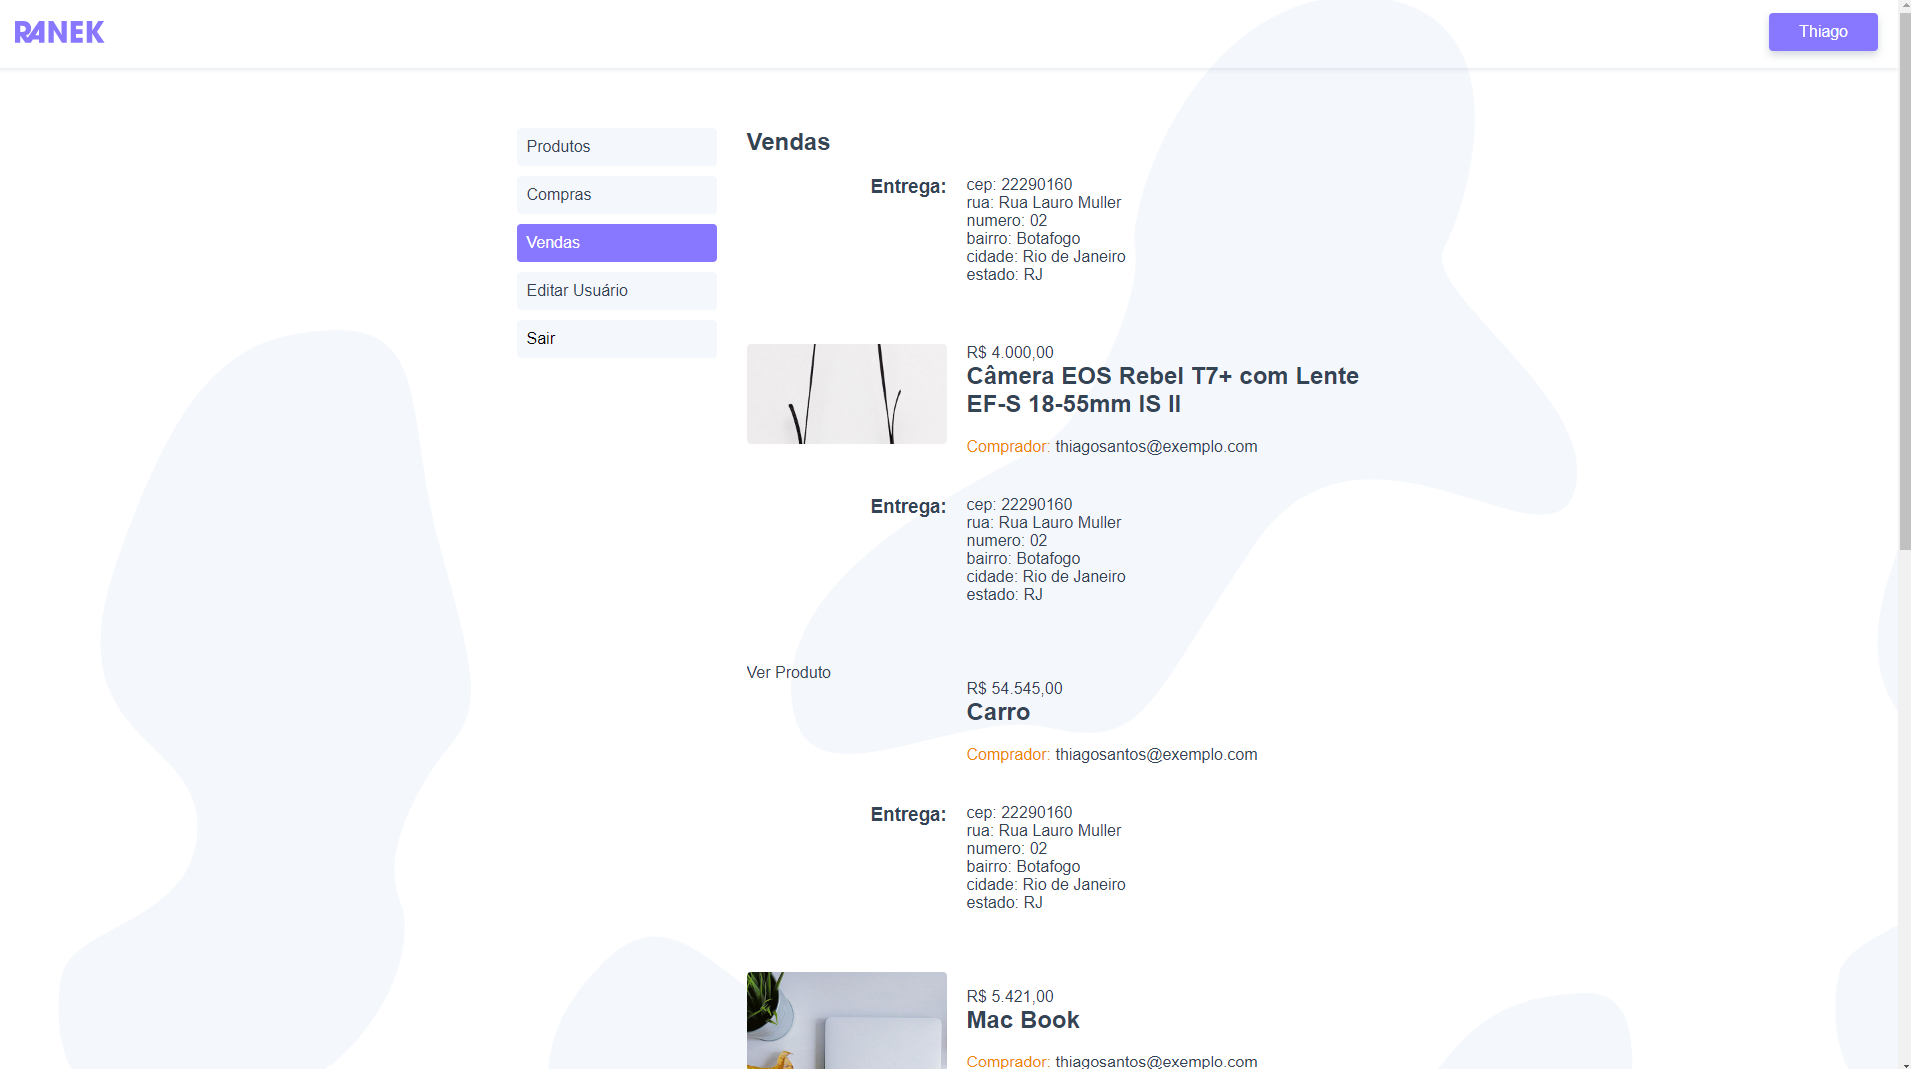 RANEK
Thiago
Produtos
Compras
Vendas
Editar Usuário
Sair
Vendas
Entrega:
cep: 22290160
rua: Rua Lauro Muller
numero: 02
bairro: Botafogo
cidade: Rio de Janeiro
estado: RJ
R$ 4.000,00
Câmera EOS Rebel T7+ com Lente
EF-S 18-55mm IS II
Comprador: thiagosantos@exemplo.com
Entrega:
cep: 22290160
rua: Rua Lauro Muller
numero: 02
bairro: Botafogo
cidade: Rio de Janeiro
estado: RJ
Ver Produto
R$ 54.545,00
Carro
Comprador: thiagosantos@exemplo.com
Entrega:
cep: 22290160
rua: Rua Lauro Muller
numero: 02
bairro: Botafogo
cidade: Rio de Janeiro
estado: RJ
R$ 5.421,00
Mac Book
Comprador: thiagosantos@exemplo.com